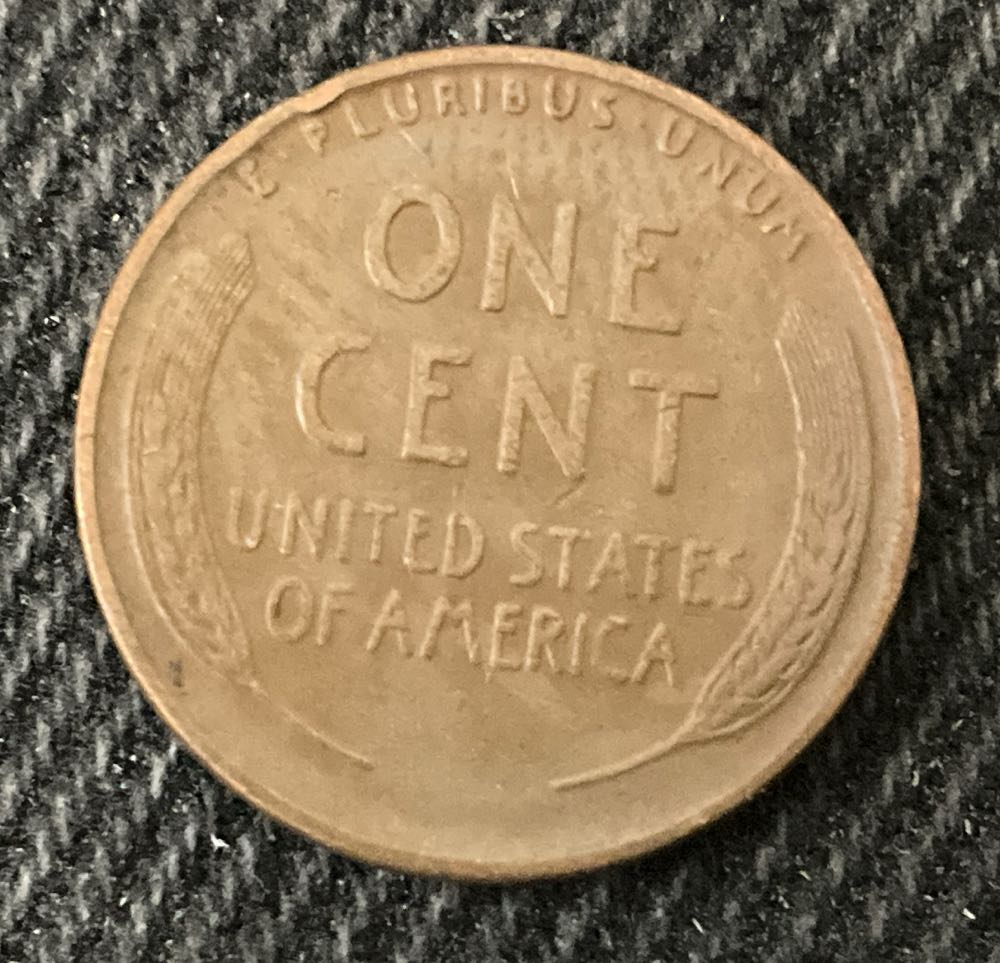 E · PLURIBUS · UNUM
ONE
CENT
UNITED STATES
OF AMERICA